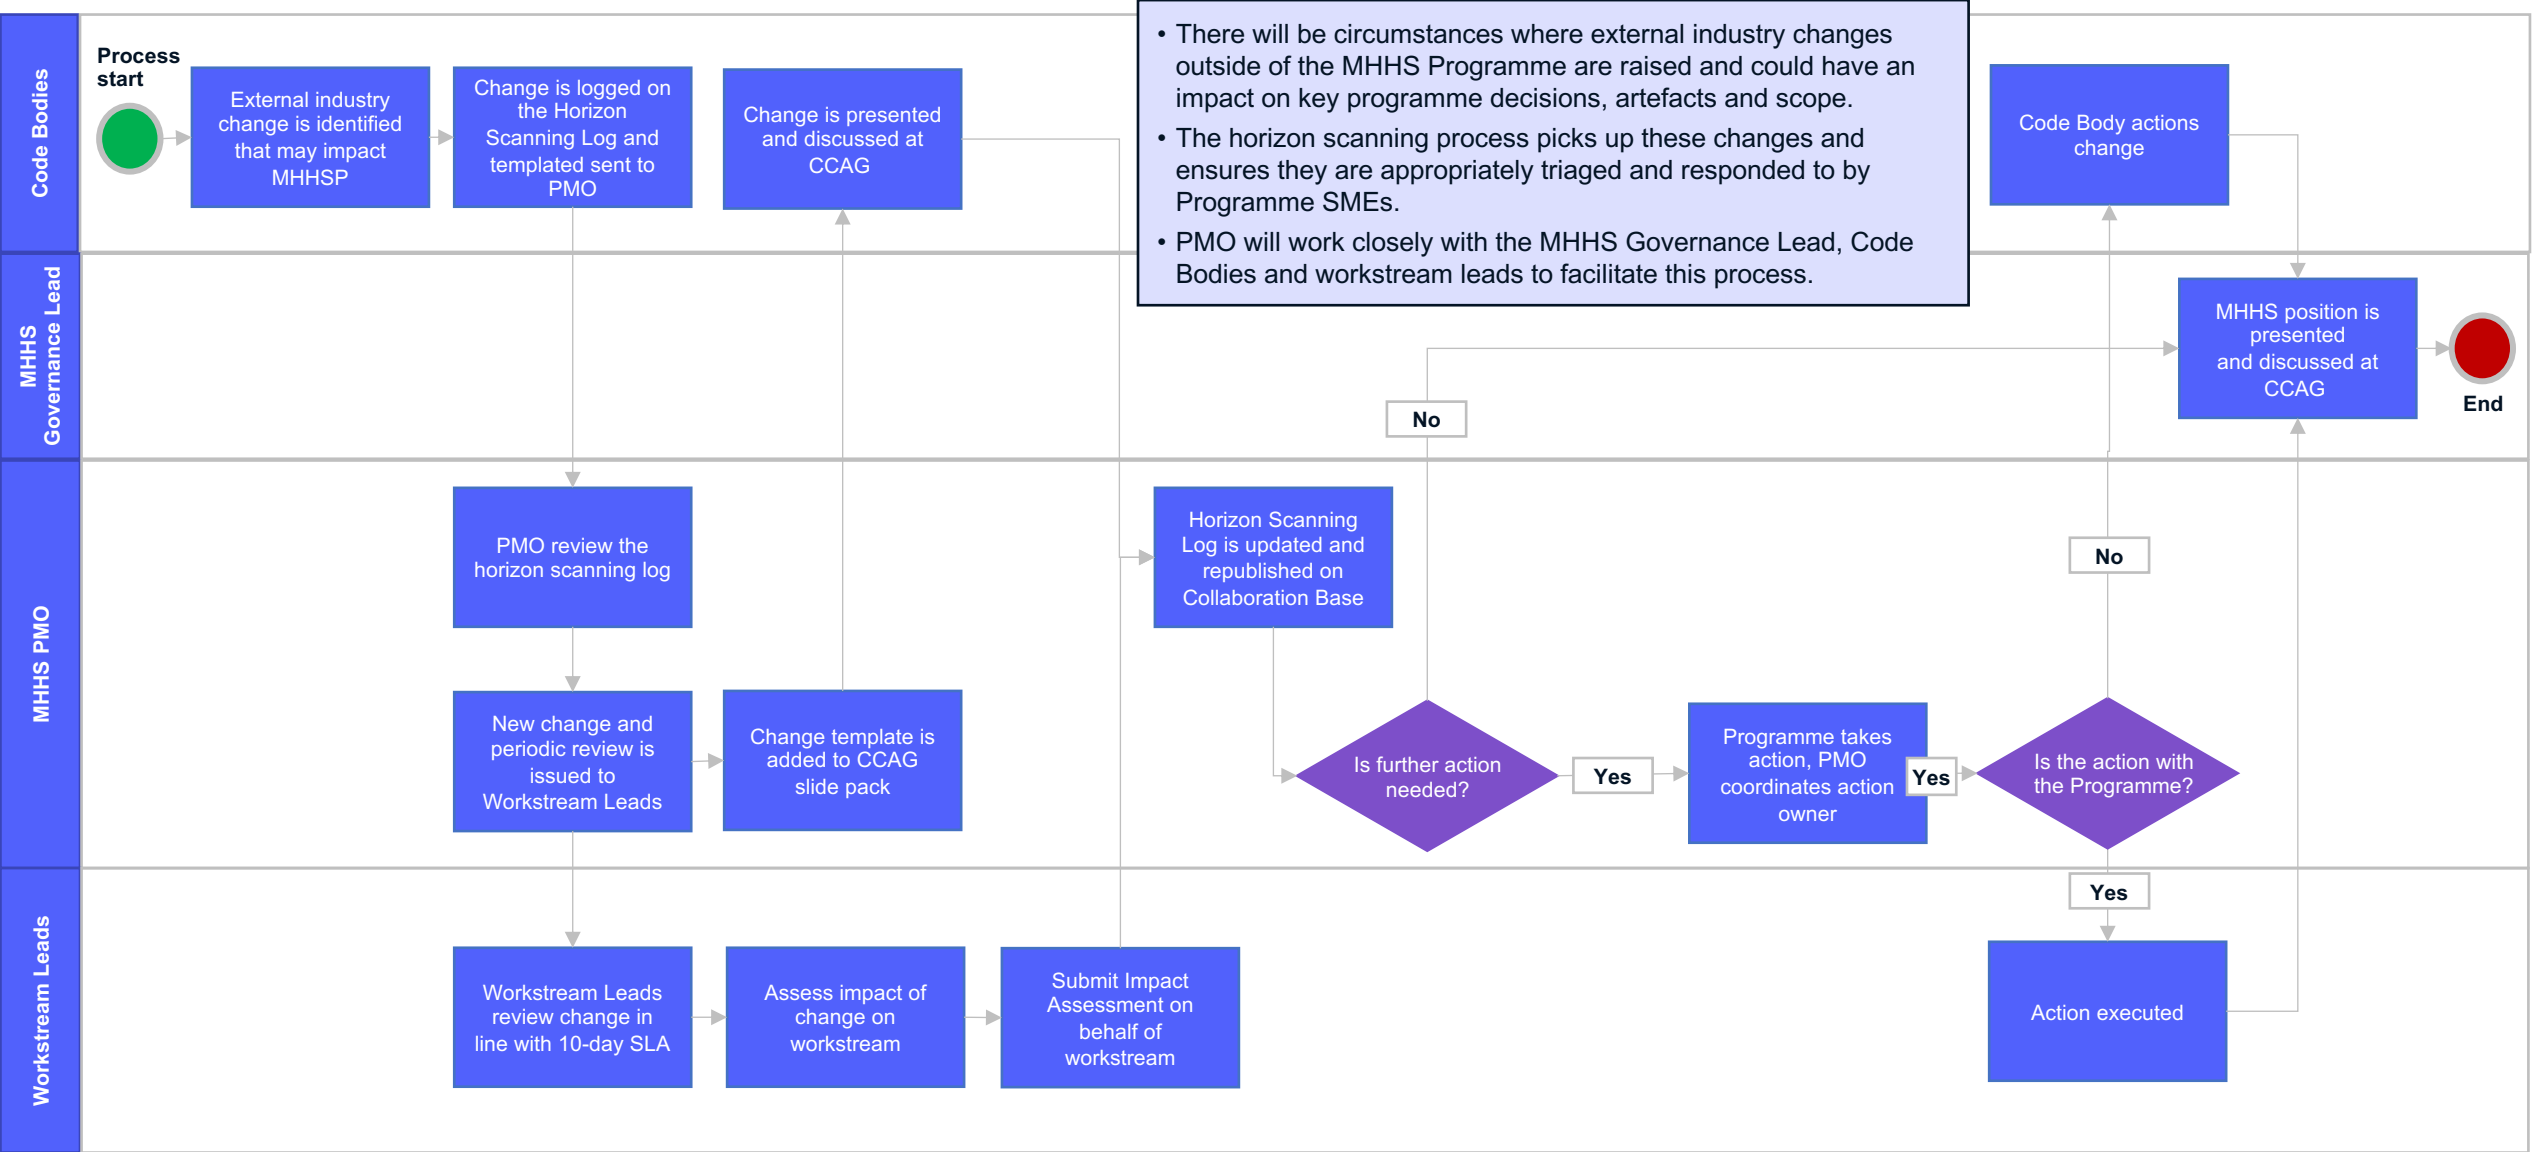 Code Bodies
Process
start
External industry
change is identified
that may impact
MHHSP
Change is logged on
the Horizon
Scanning Log and
templated sent to
PMO
Change is presented
and discussed at
CCAG
• There will be circumstances where external industry changes
outside of the MHHS Programme are raised and could have an
impact on key programme decisions, artefacts and scope.
• The horizon scanning process picks up these changes and
ensures they are appropriately triaged and responded to by
Programme SMEs.
• PMO will work closely with the MHHS Governance Lead, Code
Bodies and workstream leads to facilitate this process.
Code Body actions
change
MHHS
Governance Lead
No
MHHS position is
presented
and discussed at
CCAG
End
MHHS PMO
PMO review the
horizon scanning log
Horizon Scanning
Log is updated and
republished on
Collaboration Base
No
New change and
periodic review is
issued to
Workstream Leads
Change template is
added to CCAG
slide pack
Is further action
needed?
Yes
Programme takes
action, PMO
coordinates action
owner
Yes
Is the action with
the Programme?
Workstream Leads
Yes
Workstream Leads
review change in
line with 10-day SLA
Assess impact of
change on
workstream
Submit Impact
Assessment on
behalf of
workstream
Action executed